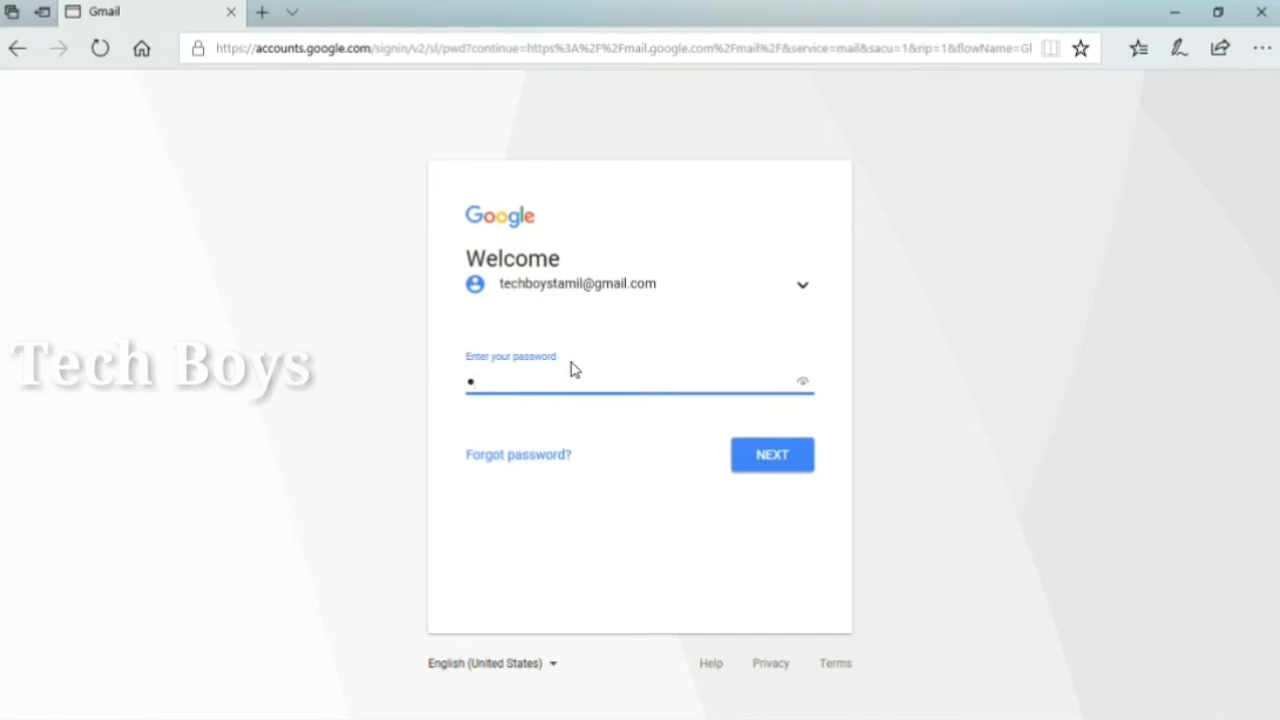 Gmail
https://accounts.google.com/signin/v2/sl/pwd?continue=https%3A%2F%2Fmail.google.com%2Fmail%2F&service=mail&sacu=1&rip=1&flowName=Gl
Google
Welcome
techboystamil@gmail.com
Enter your password
Tech Boys
Forgot password?
NEXT
English (United States)
Help Privacy Terms